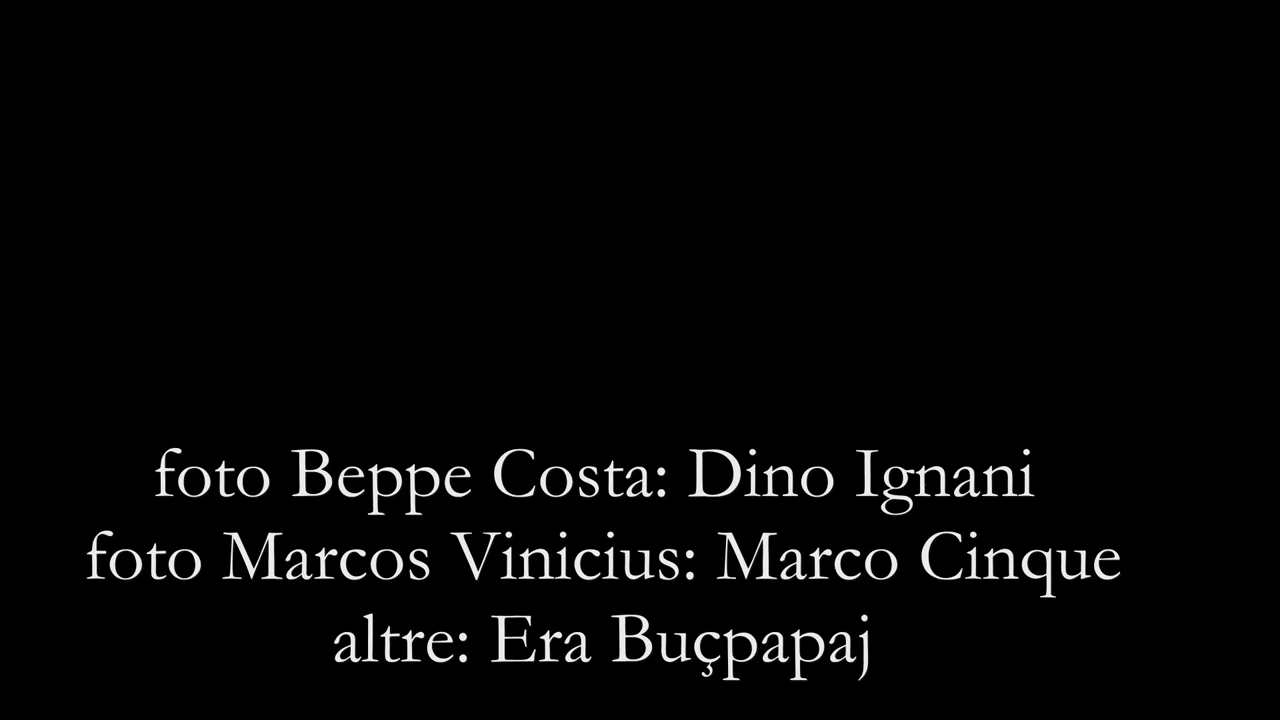 foto Beppe Costa: Dino Ignani
foto Marcos Vinicius: Marco Cinque
altre: Era Buçpapaj